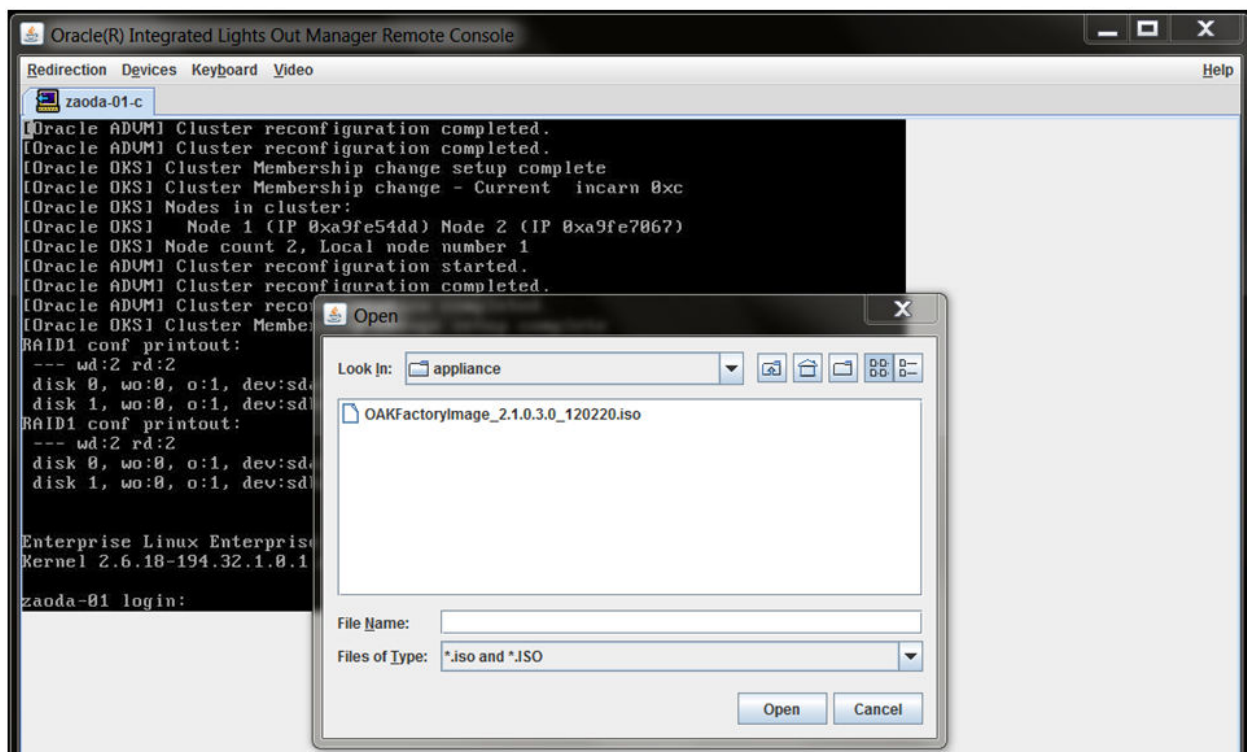 Oracle(R) Integrated Lights Out Manager Remote Console
Redirection Devices Keyboard Video Help
zaoda-01-c
[Oracle ADVM] Cluster reconfiguration completed.
[Oracle ADVM] Cluster reconfiguration completed.
[Oracle OKS] Cluster Membership change setup complete
[Oracle OKS] Cluster Membership change - Current incarn 0xc
[Oracle OKS] Nodes in cluster:
[Oracle OKS] Node 1 (IP 0xa9fe54dd) Node 2 (IP 0xa9fe7067)
[Oracle OKS] Node count 2, Local node number 1
[Oracle ADVM] Cluster reconfiguration started.
[Oracle ADVM] Cluster reconfiguration completed.
[Oracle ADVM] Cluster recon
[Oracle OKS] Cluster Member
RAID1 conf printout:
--- wd:2 rd:2
disk 0, wo:0, o:1, dev:sda
disk 1, wo:0, o:1, dev:sdb
RAID1 conf printout:
--- wd:2 rd:2
disk 0, wo:0, o:1, dev:sda
disk 1, wo:0, o:1, dev:sdb
Enterprise Linux Enterprise
Kernel 2.6.18-194.32.1.0.1
zaoda-01 login:
Open
Look In: appliance
OAKFactoryImage_2.1.0.3.0_120220.iso
File Name:
Files of Type: *.iso and *.ISO
Open Cancel